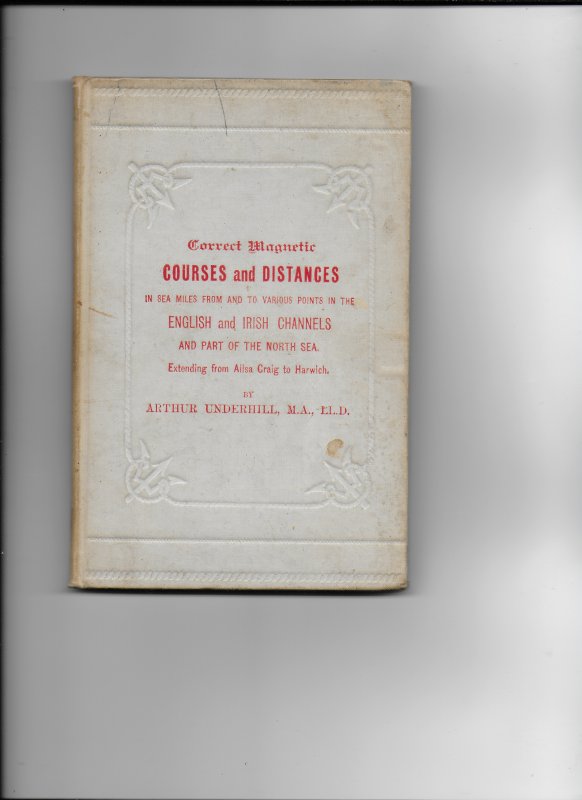 Correct Magnetic
COURSES and DISTANCES
IN SEA MILES FROM AND TO VARIOUS POINTS IN THE
ENGLISH and IRISH CHANNELS
AND PART OF THE NORTH SEA.
Extending from Ailsa Craig to Harwich.
BY
ARTHUR UNDERHILL, M.A., LL.D.